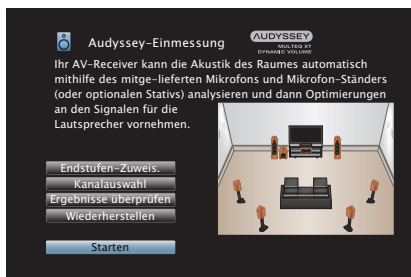 Audyssey-Einmessung
AUDYSSEY
MULTEQ XT
DYNAMIC VOLUME
Ihr AV-Receiver kann die Akustik des Raumes automatisch
mithilfe des mitge-lieferten Mikrofons und Mikrofon-Ständers
(oder optionalen Stativs) analysieren und dann Optimierungen
an den Signalen für die
Lautsprecher vornehmen.
Endstufen-Zuweis.
Kanalauswahl
Ergebnisse überprüfen
Wiederherstellen
Starten